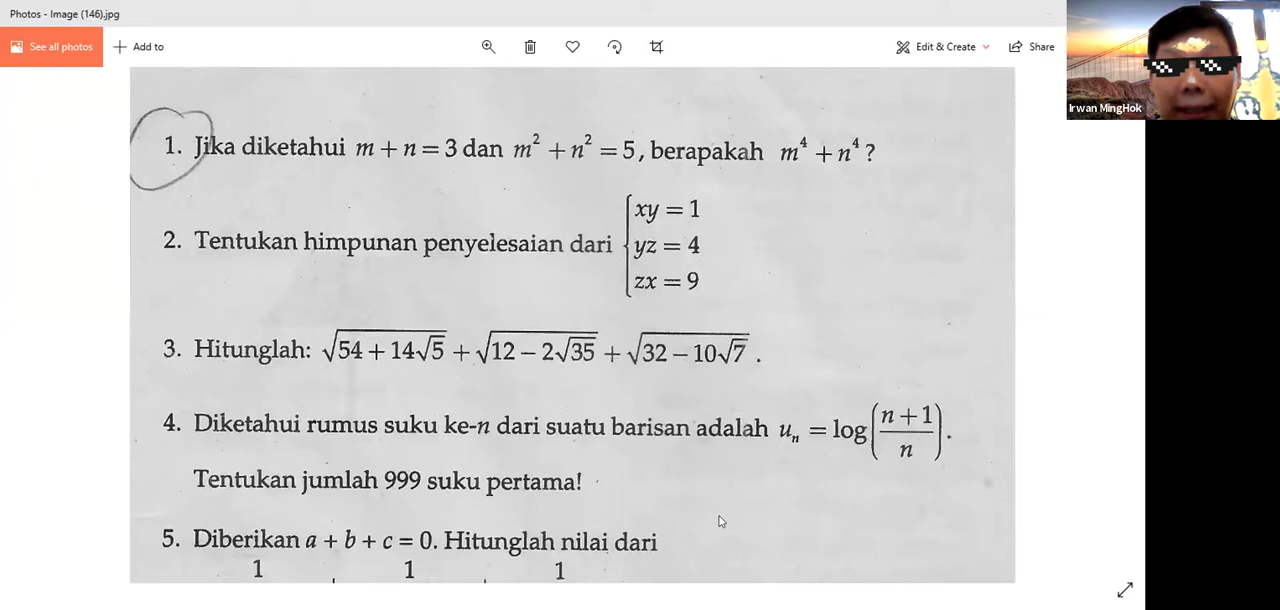 Photos - Image (146).jpg
See all photos
Add to
Edit & Create
Share
Irwan MingHok
1. Jika diketahui m + n = 3 dan m² + n² = 5, berapakah m⁴ + n⁴ ?
2. Tentukan himpunan penyelesaian dari { xy = 1
yz = 4
zx = 9
3. Hitunglah: √(54 + 14√5) + √(12 − 2√35) + √(32 − 10√7) .
4. Diketahui rumus suku ke-n dari suatu barisan adalah uₙ = log((n + 1)/n) .
Tentukan jumlah 999 suku pertama!
5. Diberikan a + b + c = 0. Hitunglah nilai dari
1 1 1